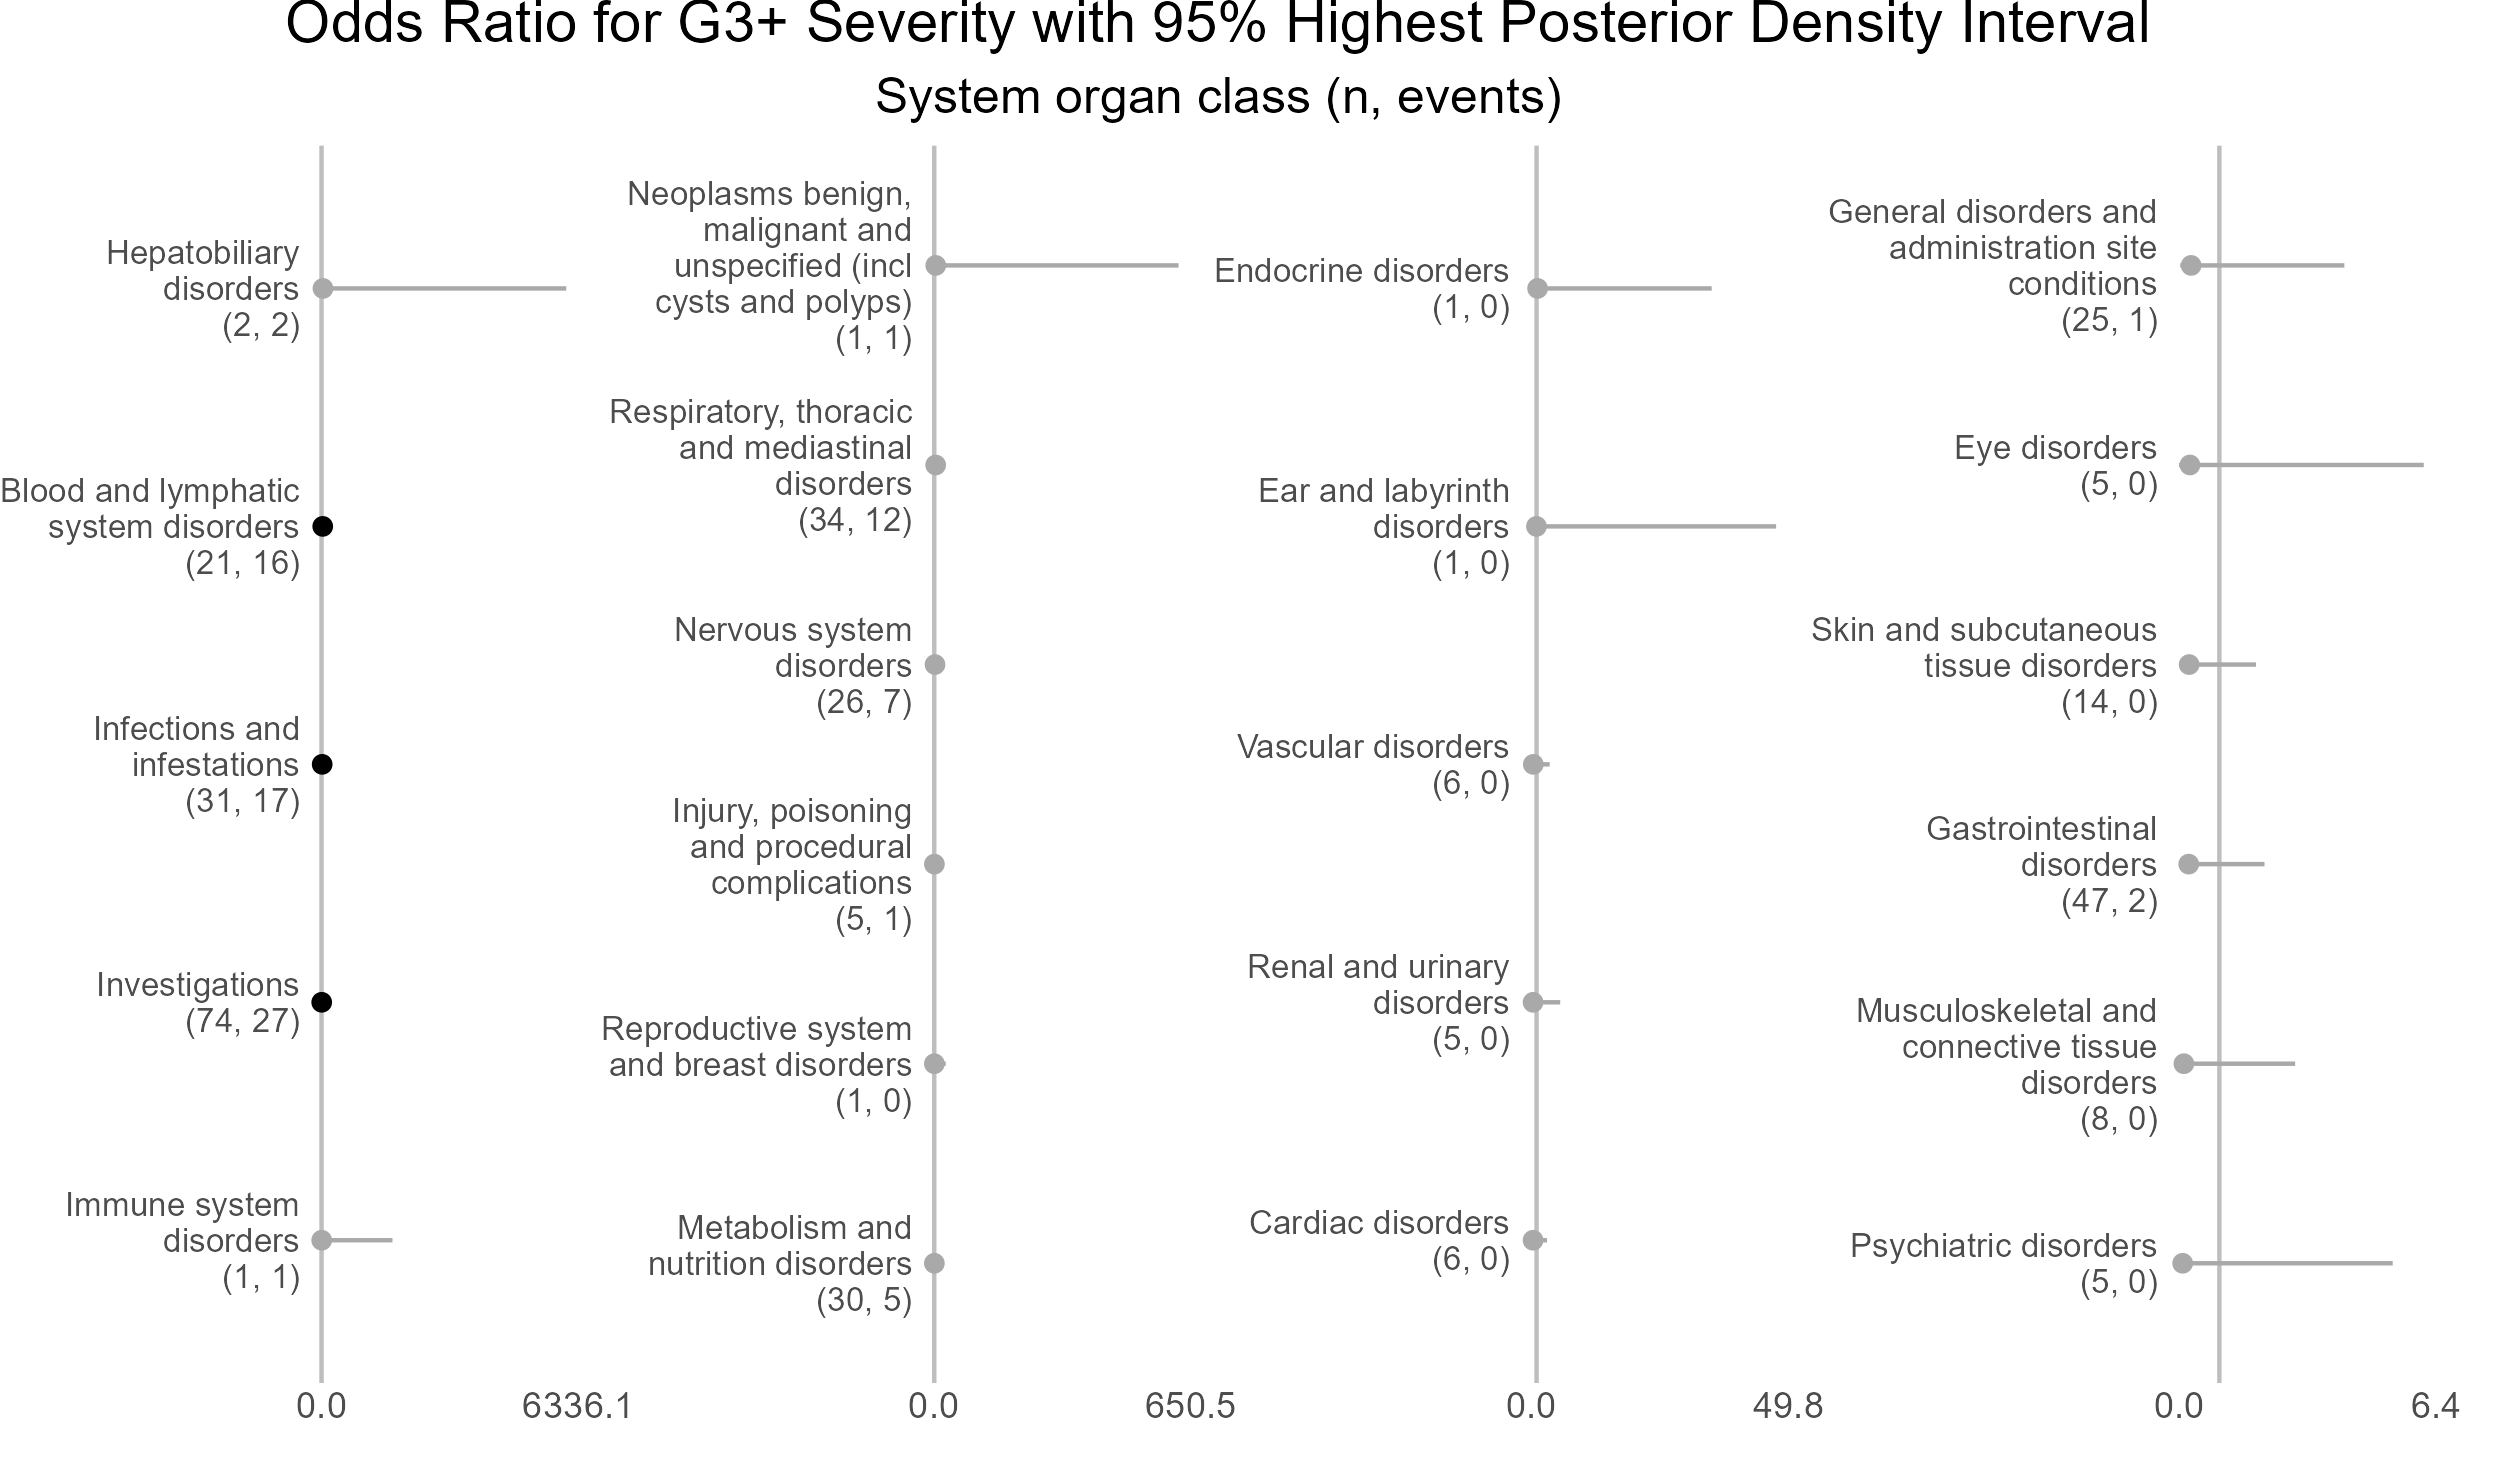 Odds Ratio for G3+ Severity with 95% Highest Posterior Density Interval
System organ class (n, events)
Hepatobiliary
disorders
(2, 2)
Blood and lymphatic
system disorders
(21, 16)
Infections and
infestations
(31, 17)
Investigations
(74, 27)
Immune system
disorders
(1, 1)
0.0
6336.1
Neoplasms benign,
malignant and
unspecified (incl
cysts and polyps)
(1, 1)
Respiratory, thoracic
and mediastinal
disorders
(34, 12)
Nervous system
disorders
(26, 7)
Injury, poisoning
and procedural
complications
(5, 1)
Reproductive system
and breast disorders
(1, 0)
Metabolism and
nutrition disorders
(30, 5)
0.0
650.5
Endocrine disorders
(1, 0)
Ear and labyrinth
disorders
(1, 0)
Vascular disorders
(6, 0)
Renal and urinary
disorders
(5, 0)
Cardiac disorders
(6, 0)
0.0
49.8
General disorders and
administration site
conditions
(25, 1)
Eye disorders
(5, 0)
Skin and subcutaneous
tissue disorders
(14, 0)
Gastrointestinal
disorders
(47, 2)
Musculoskeletal and
connective tissue
disorders
(8, 0)
Psychiatric disorders
(5, 0)
0.0
6.4